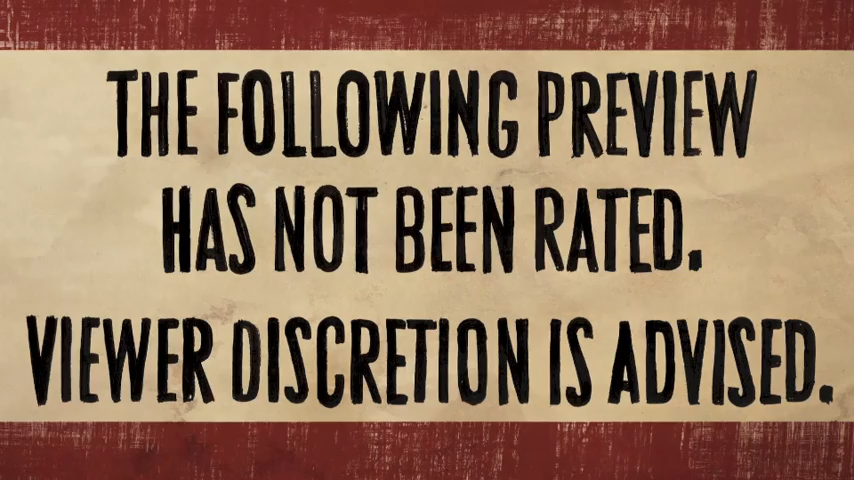 THE FOLLOWING PREVIEW
HAS NOT BEEN RATED.
VIEWER DISCRETION IS ADVISED.